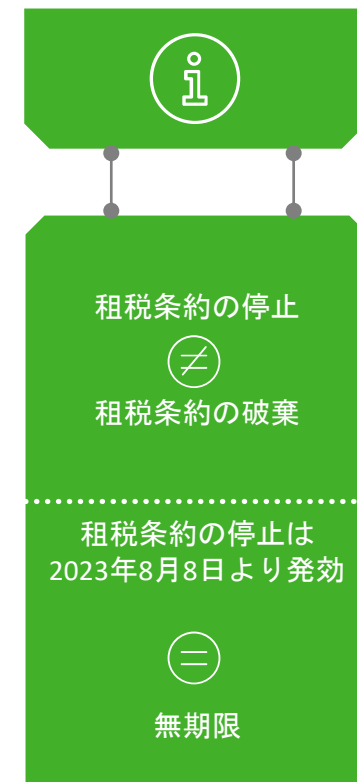 租税条約の停止
≠
租税条約の破棄
租税条約の停止は
2023年8月8日より発効
=
無期限